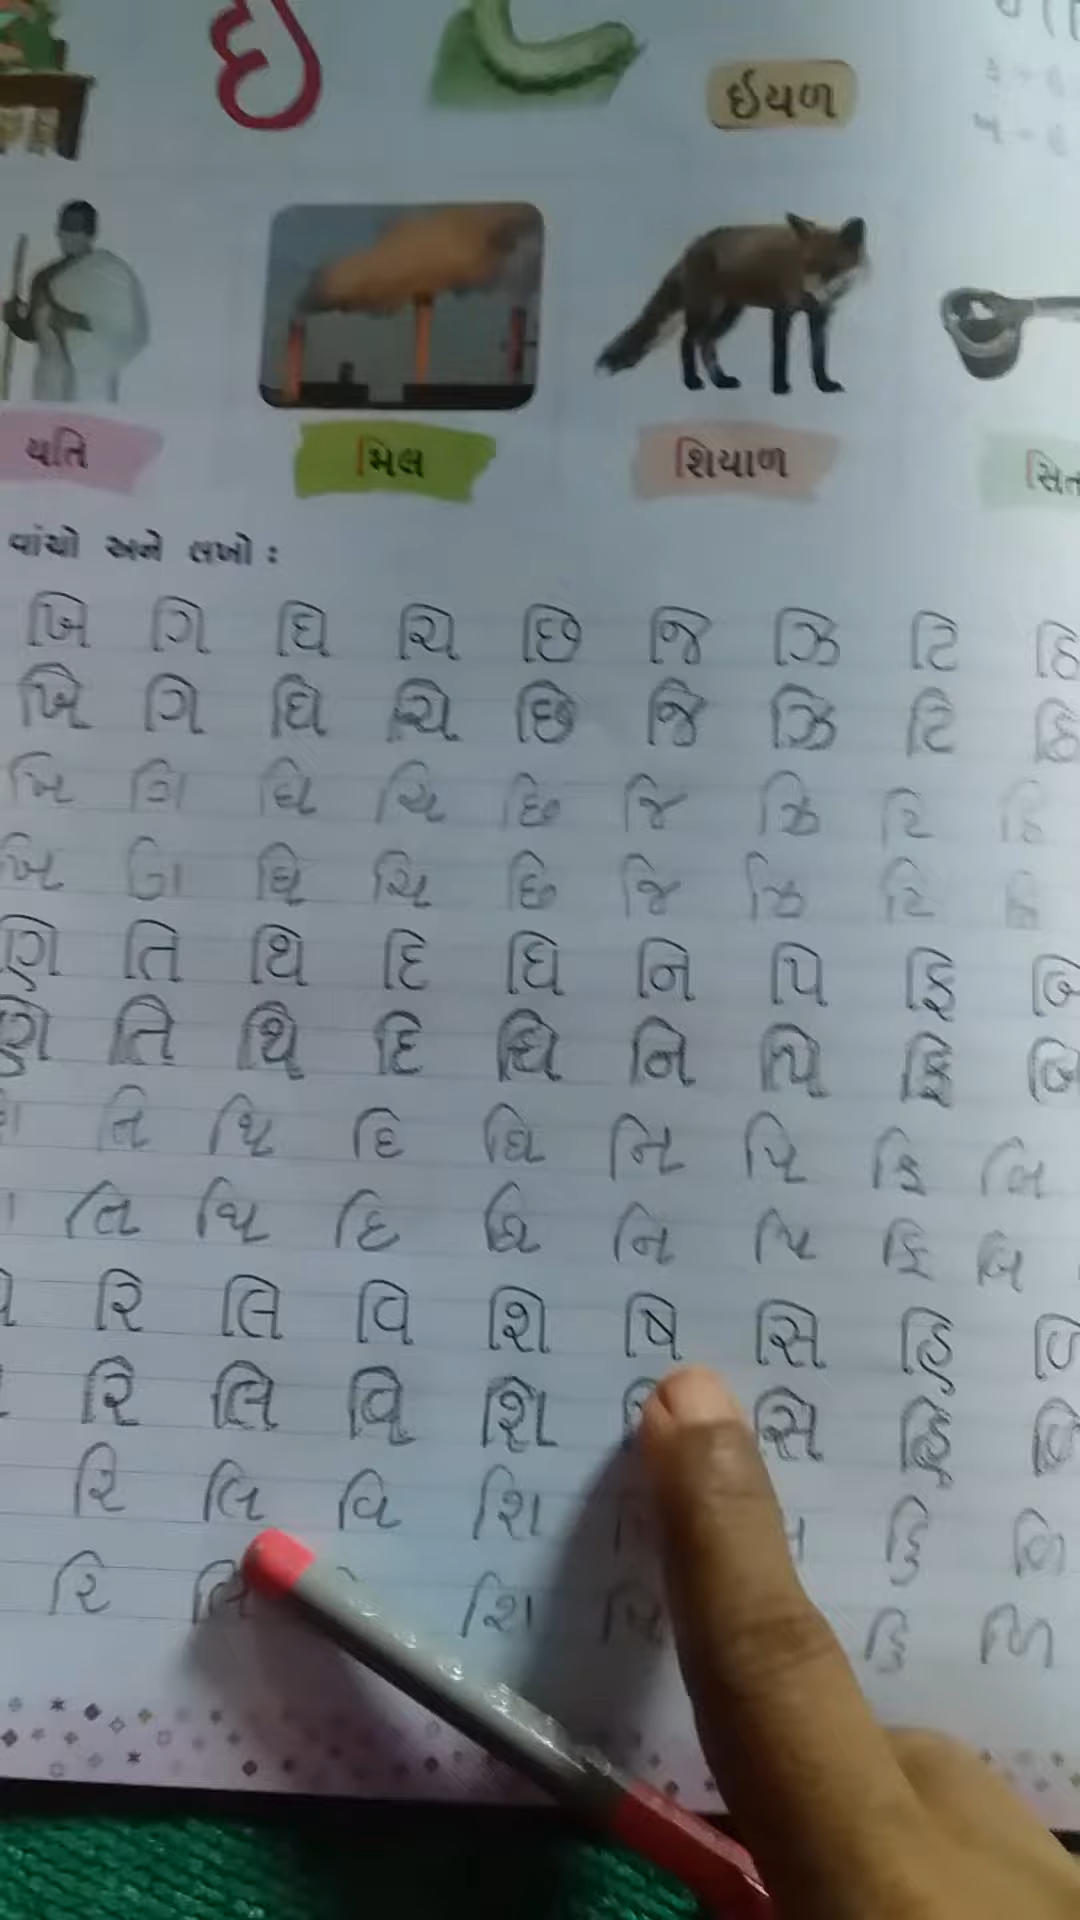 ઇ ઈયળ
યતિ મિલ શિયાળ
વાંચો અને લખો :
ખિ ગિ ઘિ ચિ છિ જિ ઝિ ટિ ઠિ
ખિ ગિ ઘિ ચિ છિ જિ ઝિ ટિ ઠિ
ખિ ગિ ઘિ ચિ છિ જિ ઝિ ટિ ઠિ
ખિ ગિ ઘિ ચિ છિ જિ ઝિ ટિ ઠિ
ણિ તિ થિ દિ ધિ નિ પિ ફિ બિ
ણિ તિ થિ દિ ધિ નિ પિ ફિ બિ
તિ થિ દિ ધિ નિ પિ ફિ બિ
તિ થિ દિ ધિ નિ પિ ફિ બિ
રિ લિ વિ શિ ષિ સિ હિ ળિ
રિ લિ વિ શિ સિ હિ ળિ
રિ લિ વિ શિ હિ ળિ
રિ લિ શિ ષિ હિ ળિ